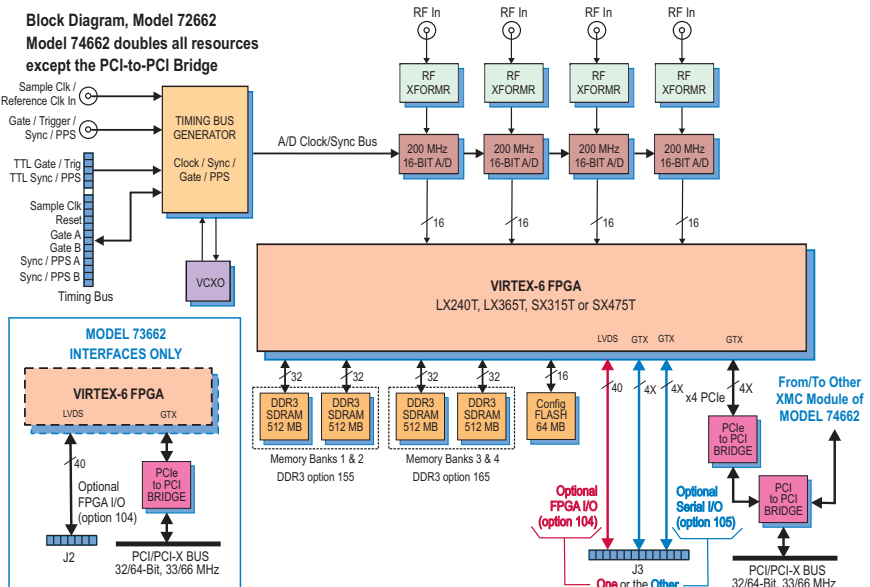 Block Diagram, Model 72662
Model 74662 doubles all resources
except the PCI-to-PCI Bridge
RF In
RF In
RF In
RF In
Sample Clk /
Reference Clk In
Gate / Trigger /
Sync / PPS
TTL Gate / Trig
TTL Sync / PPS
Sample Clk
Reset
Gate A
Gate B
Sync / PPS A
Sync / PPS B
Timing Bus
TIMING BUS
GENERATOR
Clock / Sync /
Gate / PPS
VCXO
A/D Clock/Sync Bus
RF
XFORMR
RF
XFORMR
RF
XFORMR
RF
XFORMR
200 MHz
16-BIT A/D
200 MHz
16-BIT A/D
200 MHz
16-BIT A/D
200 MHz
16-BIT A/D
16
16
16
16
VIRTEX-6 FPGA
LX240T, LX365T, SX315T or SX475T
LVDS
GTX
GTX
GTX
32
32
32
32
16
40
4X
4X
x4 PCIe
4X
DDR3
SDRAM
512 MB
DDR3
SDRAM
512 MB
DDR3
SDRAM
512 MB
DDR3
SDRAM
512 MB
Config
FLASH
64 MB
Memory Banks 1 & 2
DDR3 option 155
Memory Banks 3 & 4
DDR3 option 165
Optional
FPGA I/O
(option 104)
Optional
Serial I/O
(option 105)
J3
One or the Other
PCIe
to PCI
BRIDGE
PCI
to PCI
BRIDGE
From/To Other
XMC Module of
MODEL 74662
PCI/PCI-X BUS
32/64-Bit, 33/66 MHz
MODEL 73662
INTERFACES ONLY
VIRTEX-6 FPGA
LVDS
GTX
40
Optional
FPGA I/O
(option 104)
PCIe
to PCI
BRIDGE
J2
PCI/PCI-X BUS
32/64-Bit, 33/66 MHz